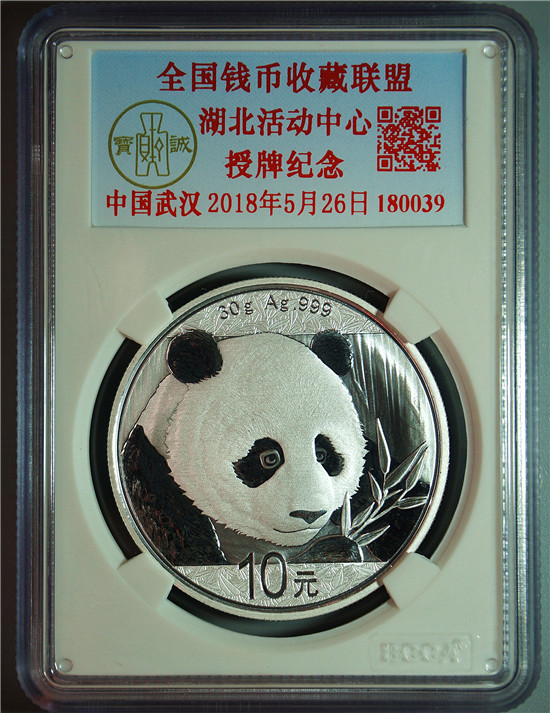 全国钱币收藏联盟
湖北活动中心
授牌纪念
寶 誠
中国武汉 2018年5月26日 180039
30g Ag.999
10元